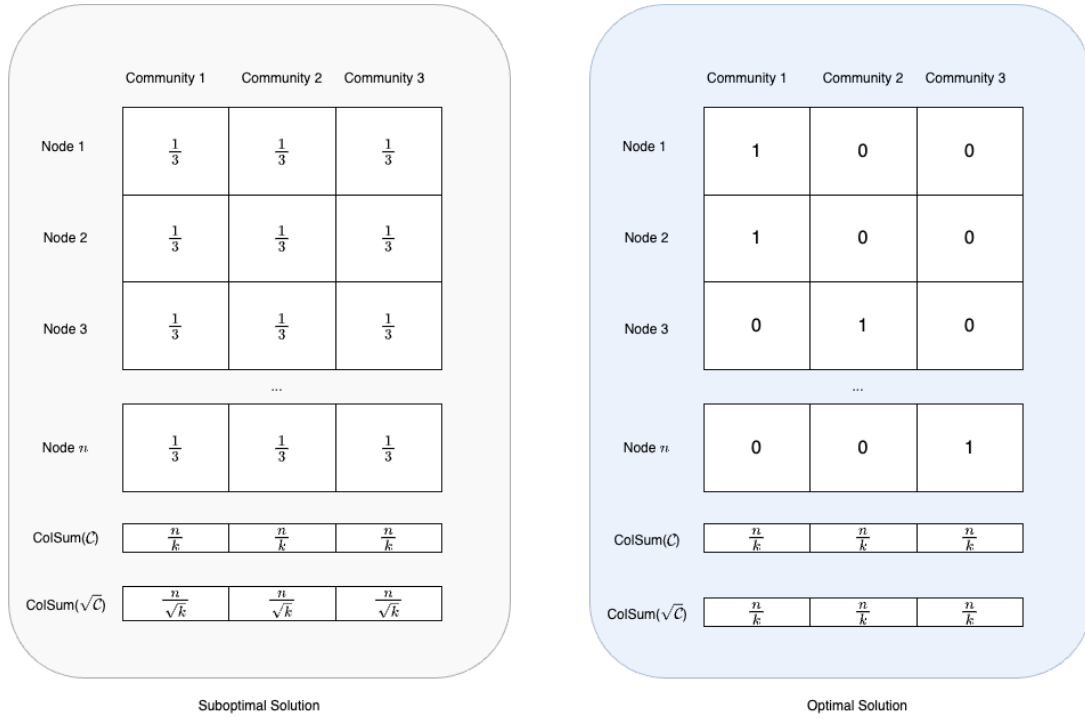 Community 1 Community 2 Community 3
Node 1 1/3 1/3 1/3
Node 2 1/3 1/3 1/3
Node 3 1/3 1/3 1/3
...
Node n 1/3 1/3 1/3
ColSum(𝒞) n/k n/k n/k
ColSum(√𝒞) n/√k n/√k n/√k
Suboptimal Solution
Community 1 Community 2 Community 3
Node 1 1 0 0
Node 2 1 0 0
Node 3 0 1 0
...
Node n 0 0 1
ColSum(𝒞) n/k n/k n/k
ColSum(√𝒞) n/k n/k n/k
Optimal Solution